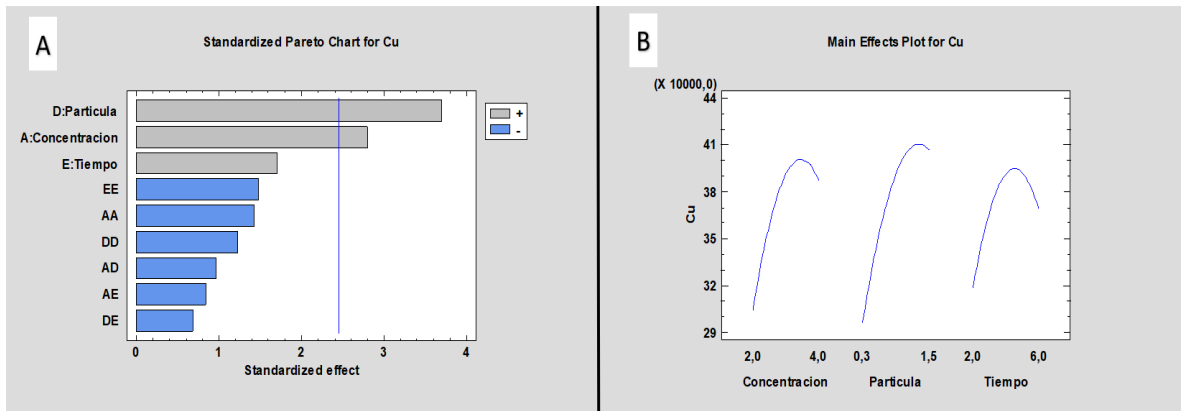 A
Standardized Pareto Chart for Cu
D:Particula
A:Concentracion
E:Tiempo
EE
AA
DD
AD
AE
DE
0 1 2 3 4
Standardized effect
+
-
B
Main Effects Plot for Cu
(X 10000,0)
44
41
38
35
32
29
Cu
2,0 4,0 0,3 1,5 2,0 6,0
Concentracion Particula Tiempo